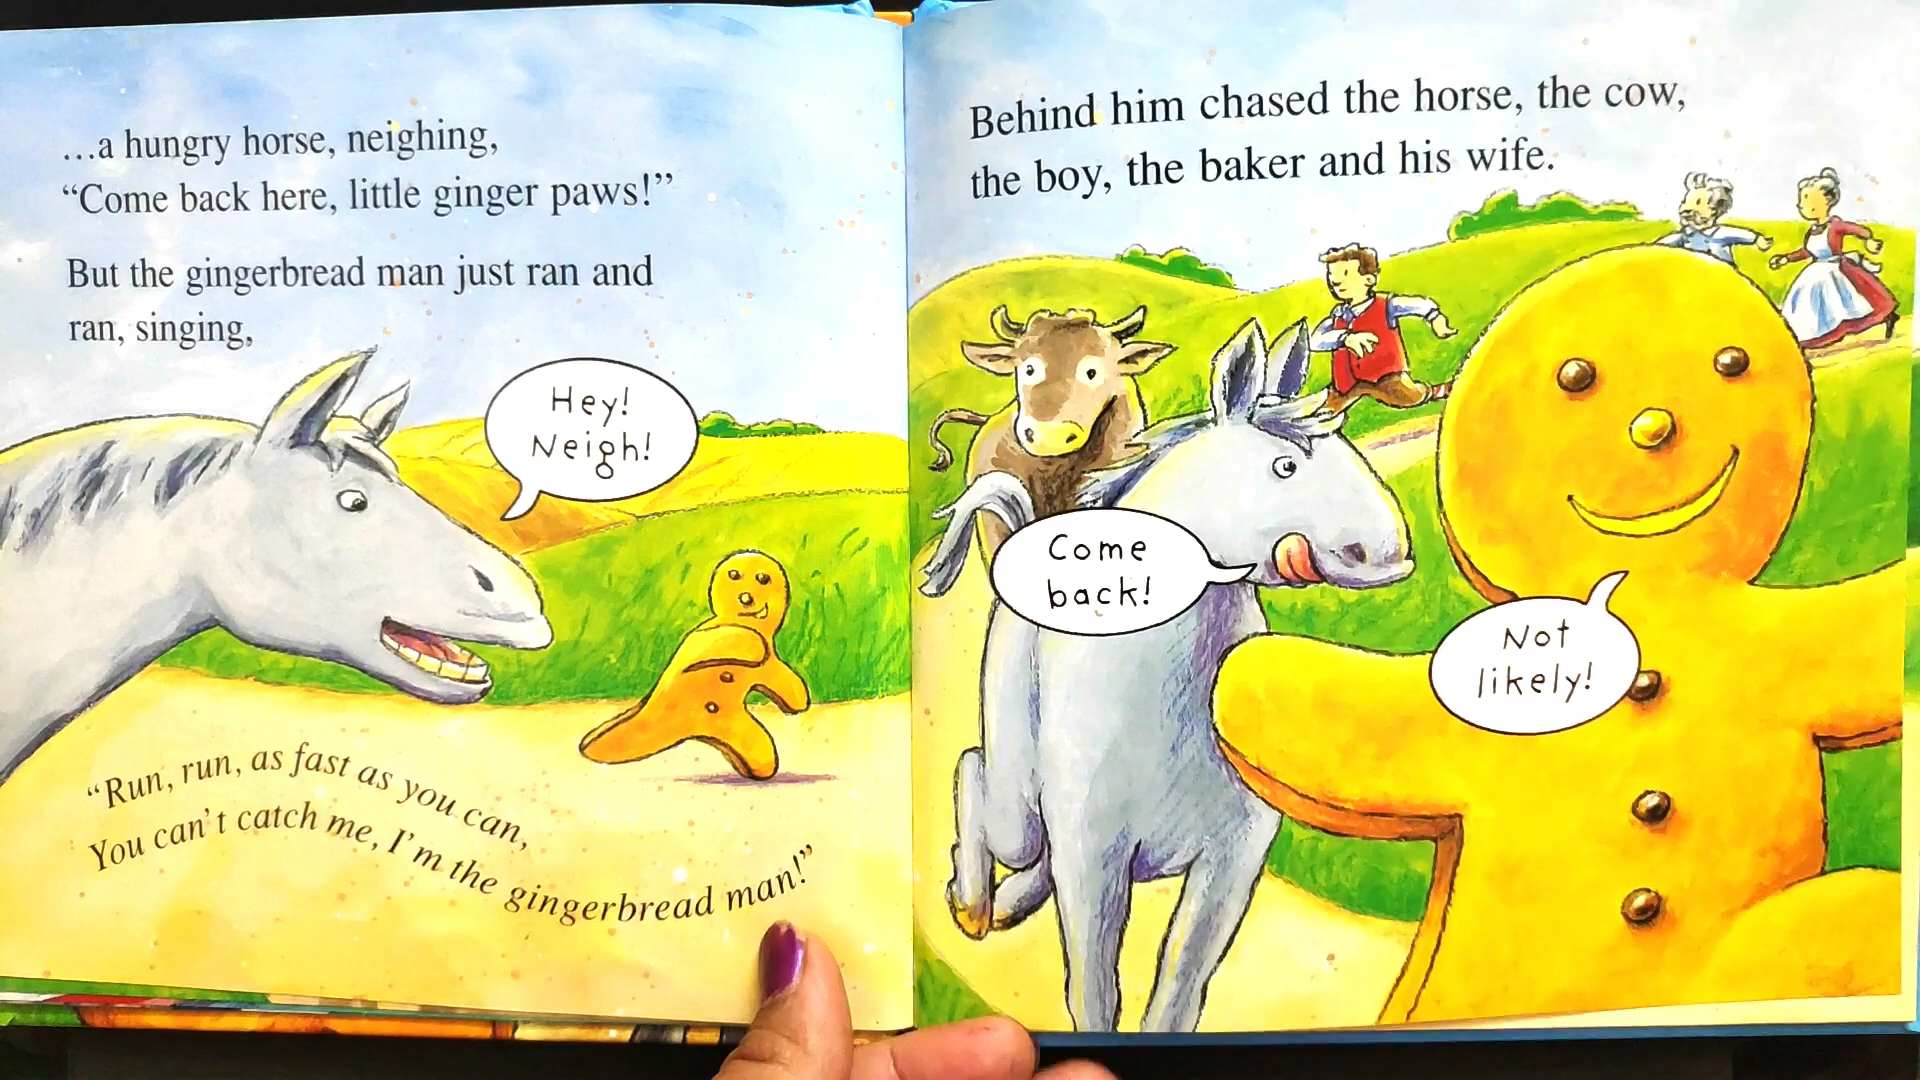 …a hungry horse, neighing,
“Come back here, little ginger paws!”
But the gingerbread man just ran and
ran, singing,
Hey!
Neigh!
“Run, run, as fast as you can,
You can't catch me, I'm the gingerbread man!”
Behind him chased the horse, the cow,
the boy, the baker and his wife.
Come
back!
Not
likely!